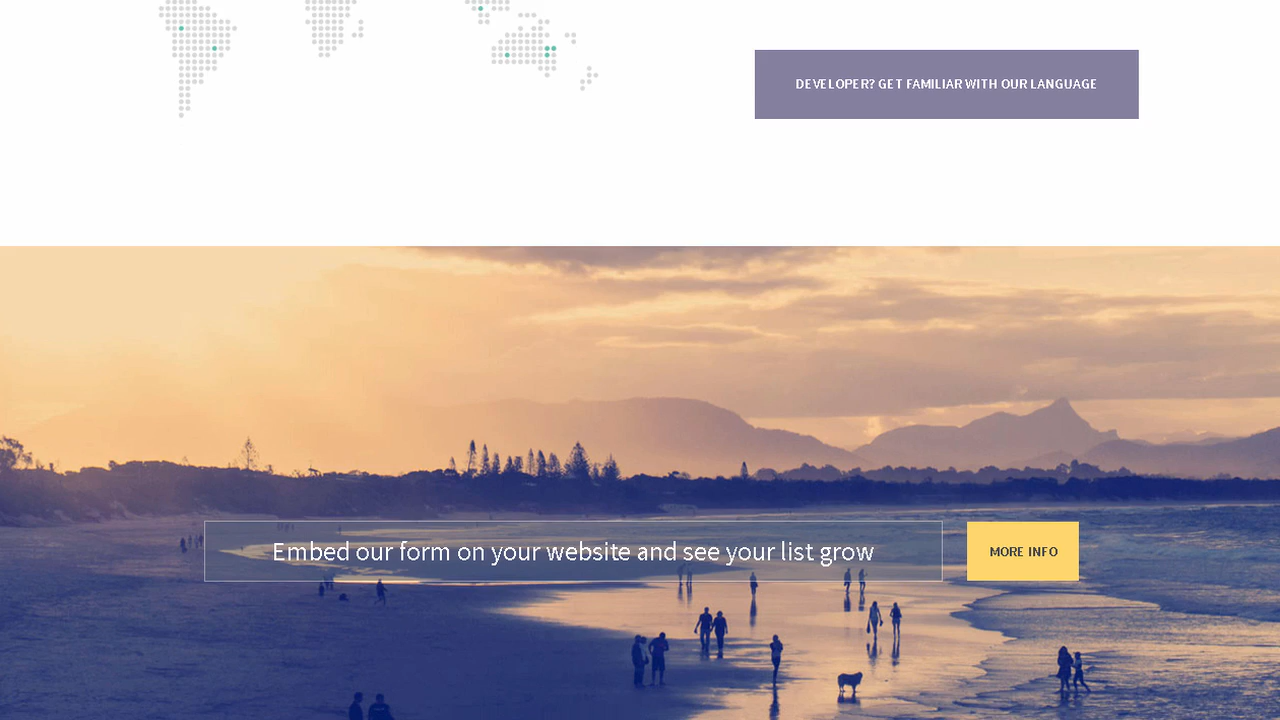 DEVELOPER? GET FAMILIAR WITH OUR LANGUAGE
Embed our form on your website and see your list grow
MORE INFO